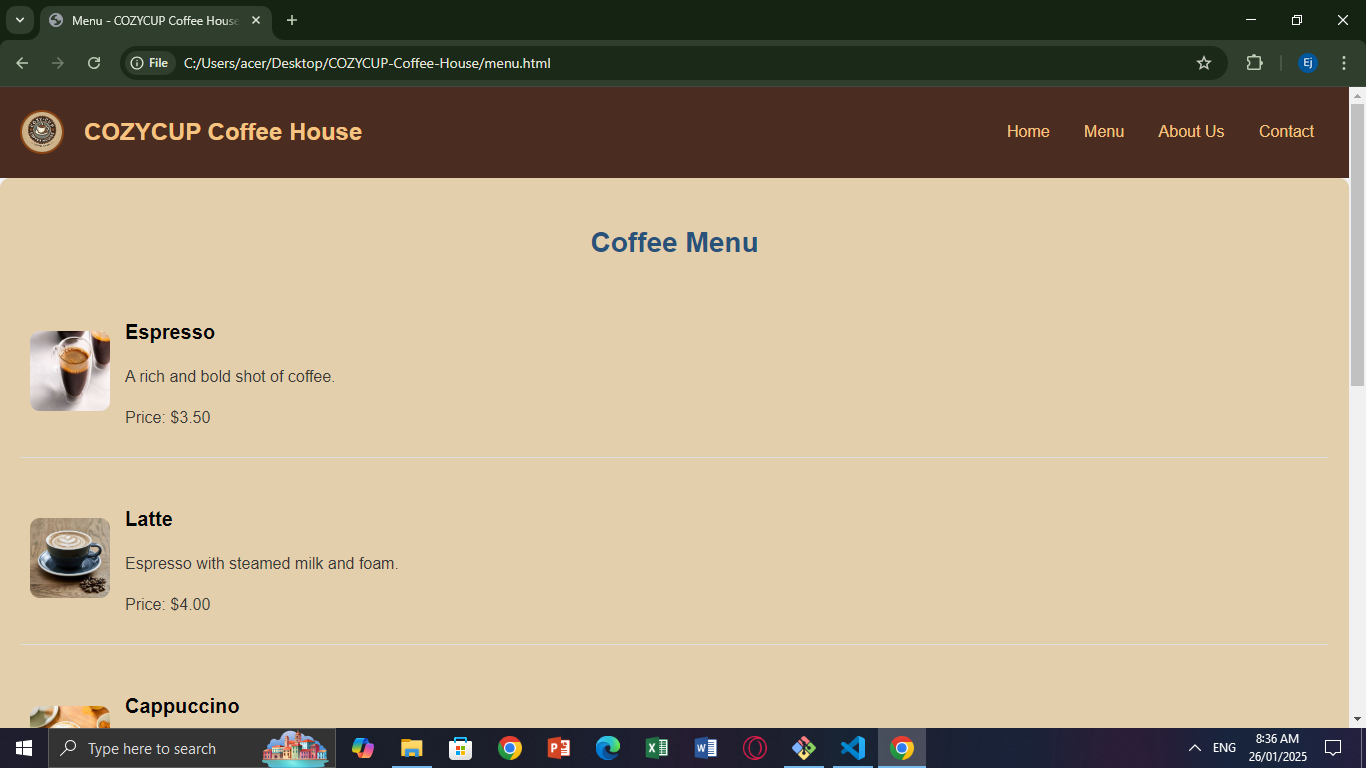 Menu - COZYCUP Coffee House
File
C:/Users/acer/Desktop/COZYCUP-Coffee-House/menu.html
Ej
COZYCUP Coffee House
Home
Menu
About Us
Contact
Coffee Menu
Espresso
A rich and bold shot of coffee.
Price: $3.50
Latte
Espresso with steamed milk and foam.
Price: $4.00
Cappuccino
Type here to search
ENG
8:36 AM
26/01/2025